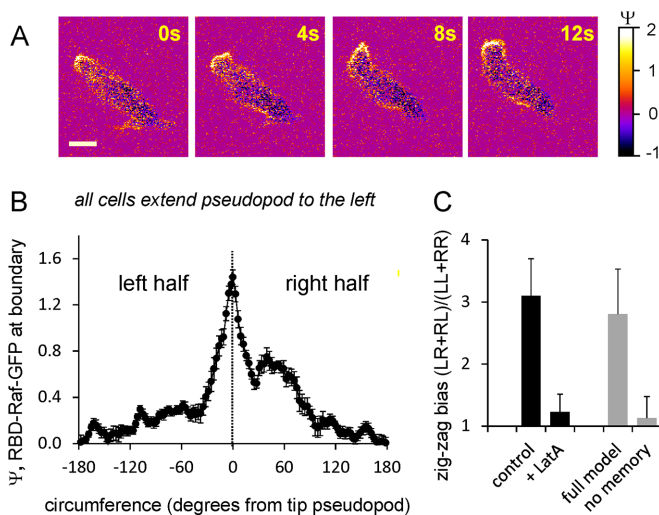 A
0s
4s
8s
12s
Ψ
2
1
0
-1
B
all cells extend pseudopod to the left
Ψ, RBD-Raf-GFP at boundary
1.6
1.2
0.8
0.4
0.0
left half
right half
-180
-120
-60
0
60
120
180
circumference (degrees from tip pseudopod)
C
zig-zag bias (LR+RL)/(LL+RR)
4
3
2
1
control
+ LatA
full model
no memory